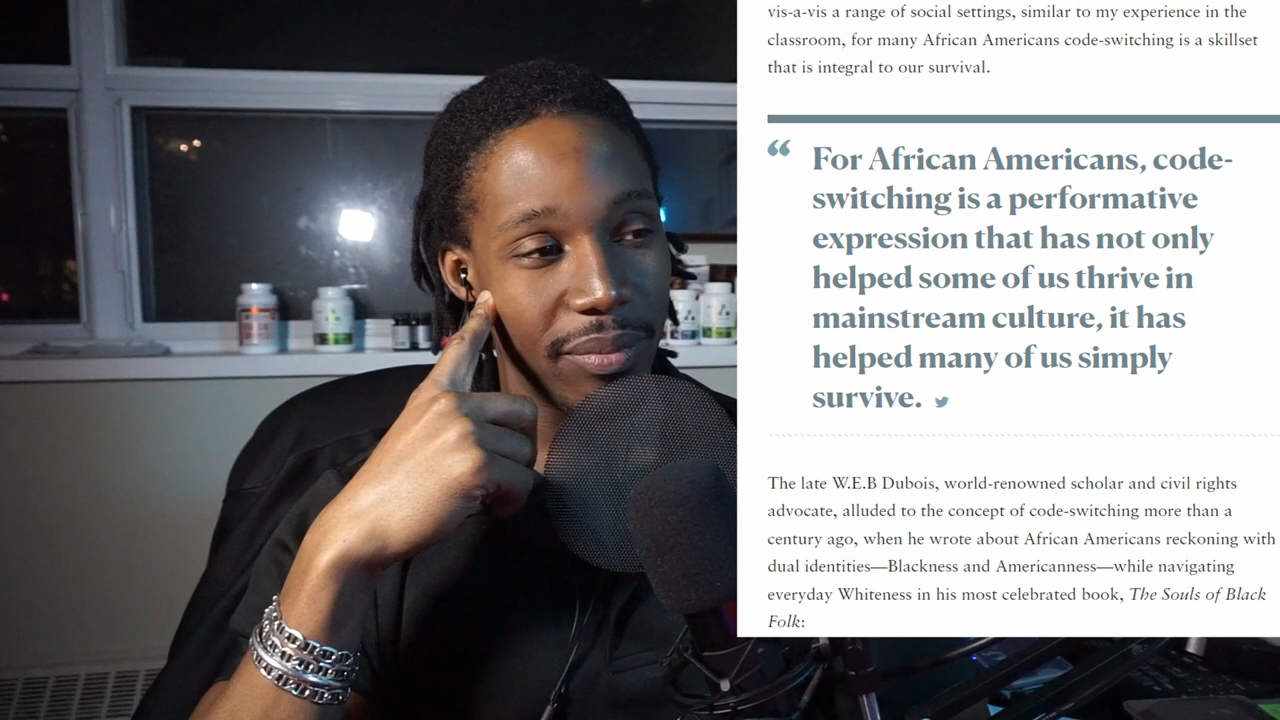 vis-a-vis a range of social settings, similar to my experience in the
classroom, for many African Americans code-switching is a skillset
that is integral to our survival.
“ For African Americans, code-
switching is a performative
expression that has not only
helped some of us thrive in
mainstream culture, it has
helped many of us simply
survive.
The late W.E.B Dubois, world-renowned scholar and civil rights
advocate, alluded to the concept of code-switching more than a
century ago, when he wrote about African Americans reckoning with
dual identities—Blackness and Americanness—while navigating
everyday Whiteness in his most celebrated book, The Souls of Black
Folk: